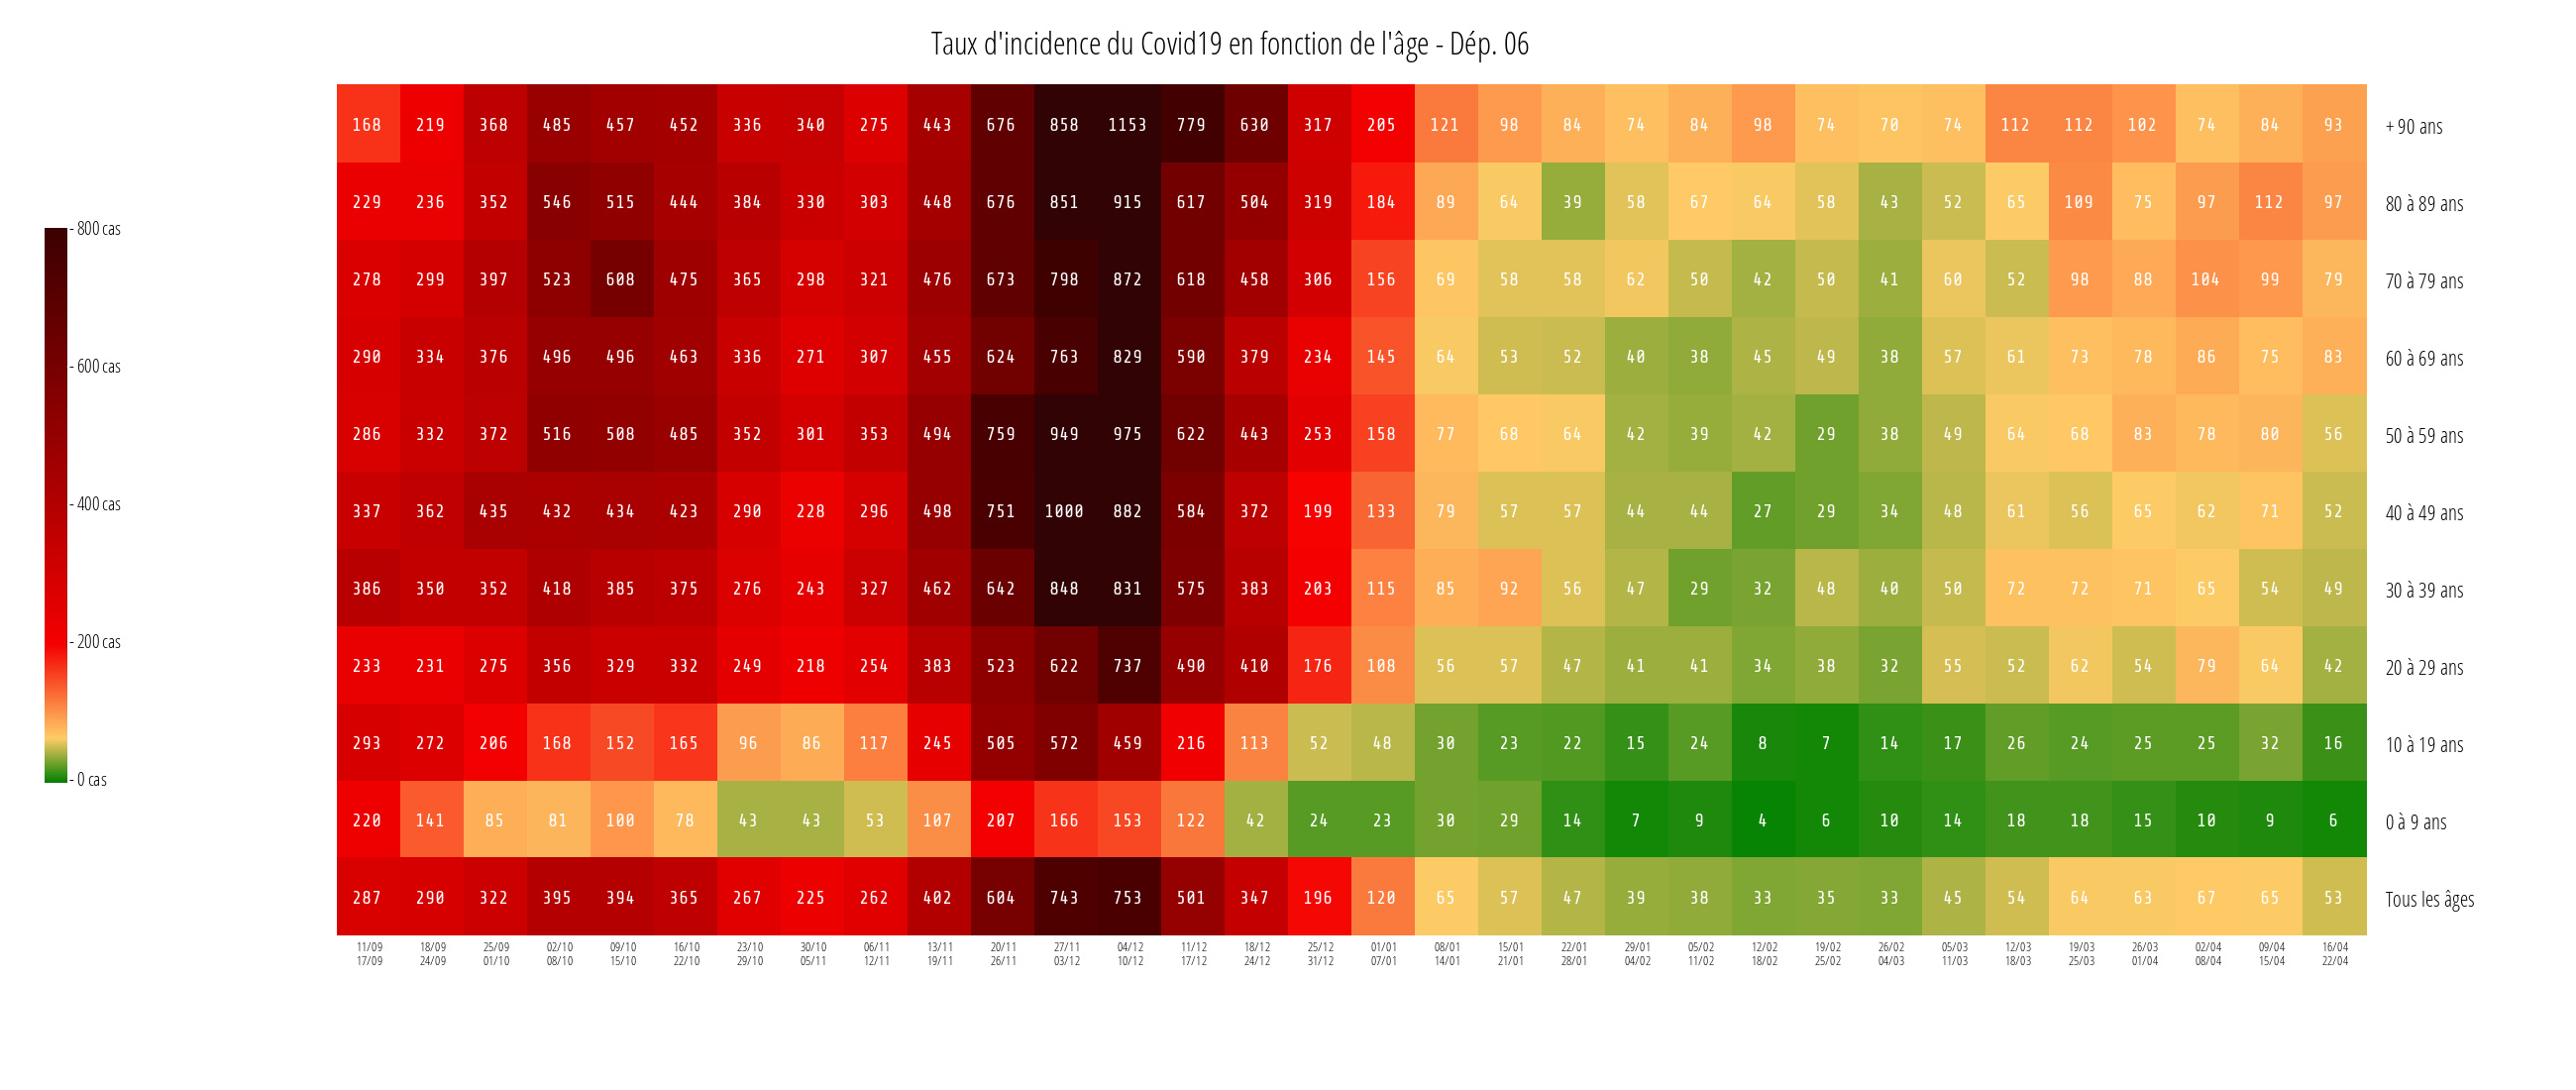 Taux d'incidence du Covid19 en fonction de l'âge - Dép. 06
168 219 368 485 457 452 336 340 275 443 676 858 1153 779 630 317 205 121 98 84 74 84 98 74 70 74 112 112 102 74 84 93 + 90 ans
229 236 352 546 515 444 384 330 303 448 676 851 915 617 504 319 184 89 64 39 58 67 64 58 43 52 65 109 75 97 112 97 80 à 89 ans
- 800 cas
278 299 397 523 608 475 365 298 321 476 673 798 872 618 458 306 156 69 58 58 62 50 42 50 41 60 52 98 88 104 99 79 70 à 79 ans
290 334 376 496 496 463 336 271 307 455 624 763 829 590 379 234 145 64 53 52 40 38 45 49 38 57 61 73 78 86 75 83 60 à 69 ans
- 600 cas
286 332 372 516 508 485 352 301 353 494 759 949 975 622 443 253 158 77 68 64 42 39 42 29 38 49 64 68 83 78 80 56 50 à 59 ans
- 400 cas
337 362 435 432 434 423 290 228 296 498 751 1000 882 584 372 199 133 79 57 57 44 44 27 29 34 48 61 56 65 62 71 52 40 à 49 ans
386 350 352 418 385 375 276 243 327 462 642 848 831 575 383 203 115 85 92 56 47 29 32 48 40 50 72 72 71 65 54 49 30 à 39 ans
- 200 cas
233 231 275 356 329 332 249 218 254 383 523 622 737 490 410 176 108 56 57 47 41 41 34 38 32 55 52 62 54 79 64 42 20 à 29 ans
293 272 206 168 152 165 96 86 117 245 505 572 459 216 113 52 48 30 23 22 15 24 8 7 14 17 26 24 25 25 32 16 10 à 19 ans
- 0 cas
220 141 85 81 100 78 43 43 53 107 207 166 153 122 42 24 23 30 29 14 7 9 4 6 10 14 18 18 15 10 9 6 0 à 9 ans
287 290 322 395 394 365 267 225 262 402 604 743 753 501 347 196 120 65 57 47 39 38 33 35 33 45 54 64 63 67 65 53 Tous les âges
11/09 18/09 25/09 02/10 09/10 16/10 23/10 30/10 06/11 13/11 20/11 27/11 04/12 11/12 18/12 25/12 01/01 08/01 15/01 22/01 29/01 05/02 12/02 19/02 26/02 05/03 12/03 19/03 26/03 02/04 09/04 16/04
17/09 24/09 01/10 08/10 15/10 22/10 29/10 05/11 12/11 19/11 26/11 03/12 10/12 17/12 24/12 31/12 07/01 14/01 21/01 28/01 04/02 11/02 18/02 25/02 04/03 11/03 18/03 25/03 01/04 08/04 15/04 22/04